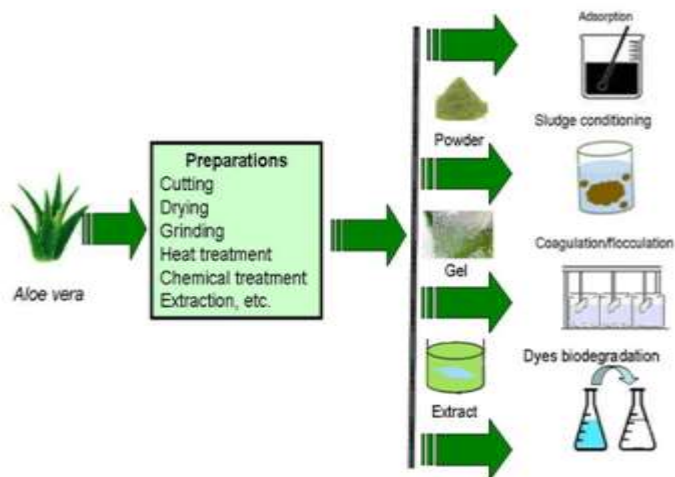 Aloe vera
Preparations
Cutting
Drying
Grinding
Heat treatment
Chemical treatment
Extraction, etc.
Powder
Gel
Extract
Adsorption
Sludge conditioning
Coagulation/flocculation
Dyes biodegradation